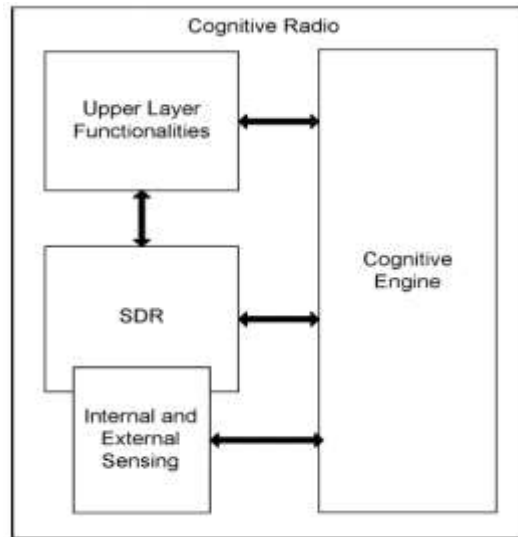 Cognitive Radio
Upper Layer
Functionalities
Cognitive
Engine
SDR
Internal and
External
Sensing